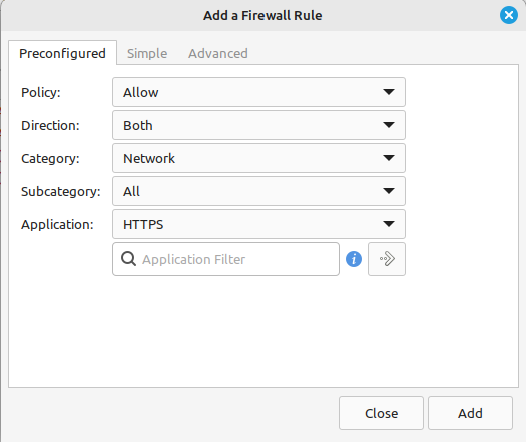 Add a Firewall Rule
Preconfigured Simple Advanced
Policy: Allow
Direction: Both
Category: Network
Subcategory: All
Application: HTTPS
Application Filter
Close Add